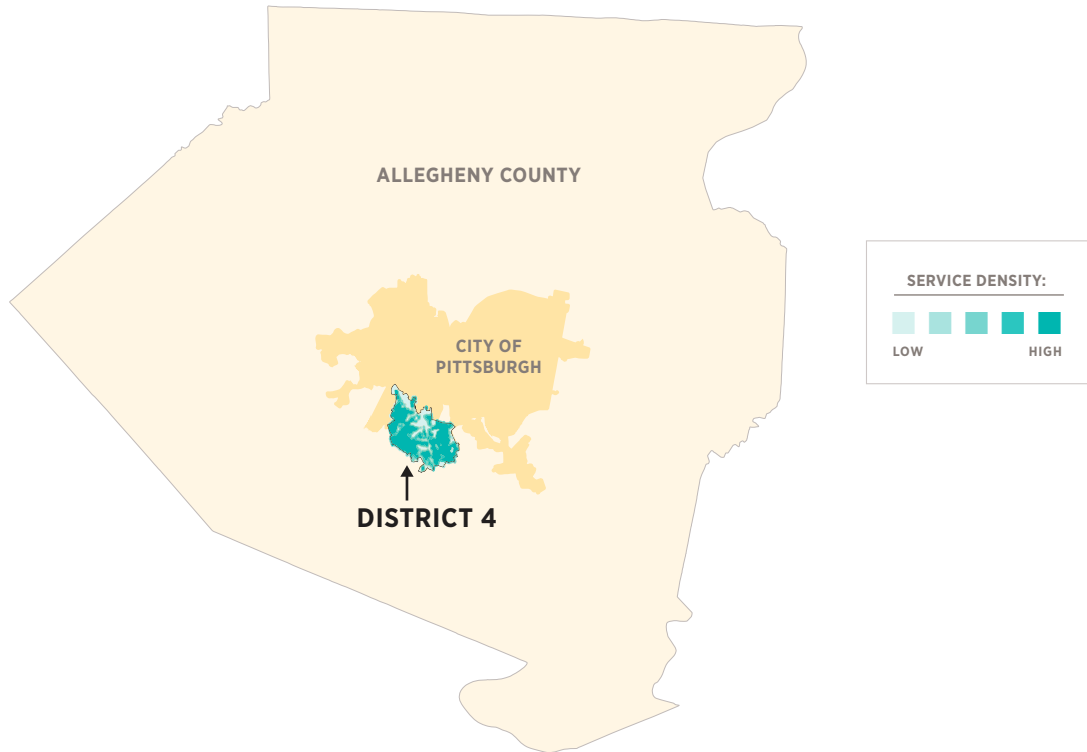 ALLEGHENY COUNTY
CITY OF
PITTSBURGH
DISTRICT 4
SERVICE DENSITY:
LOW
HIGH